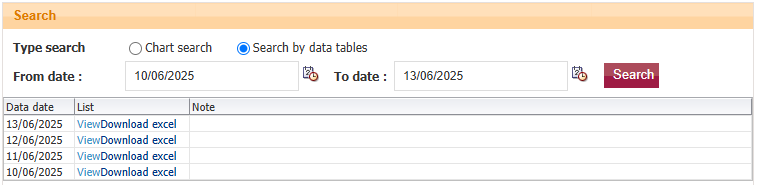 Search
Type search Chart search Search by data tables
From date : 10/06/2025 To date : 13/06/2025 Search
Data date List Note
13/06/2025 ViewDownload excel
12/06/2025 ViewDownload excel
11/06/2025 ViewDownload excel
10/06/2025 ViewDownload excel